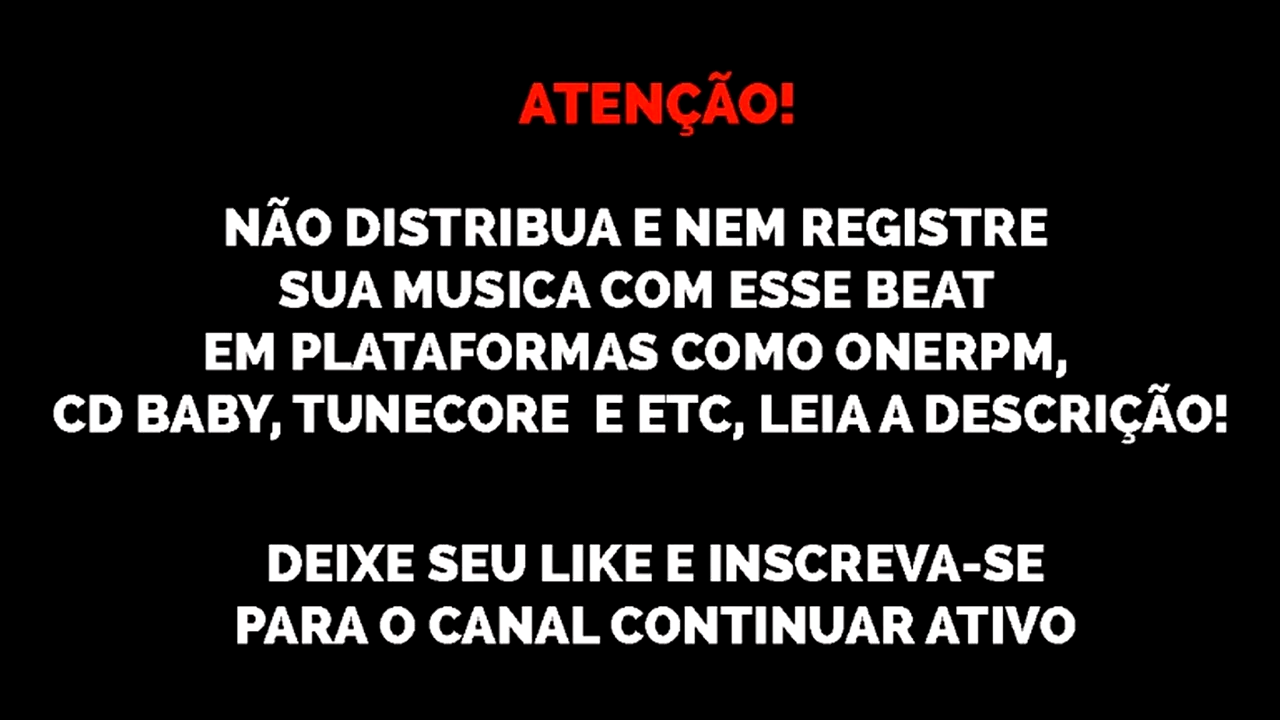 ATENÇÃO!
NÃO DISTRIBUA E NEM REGISTRE
SUA MUSICA COM ESSE BEAT
EM PLATAFORMAS COMO ONERPM,
CD BABY, TUNECORE E ETC, LEIA A DESCRIÇÃO!
DEIXE SEU LIKE E INSCREVA-SE
PARA O CANAL CONTINUAR ATIVO